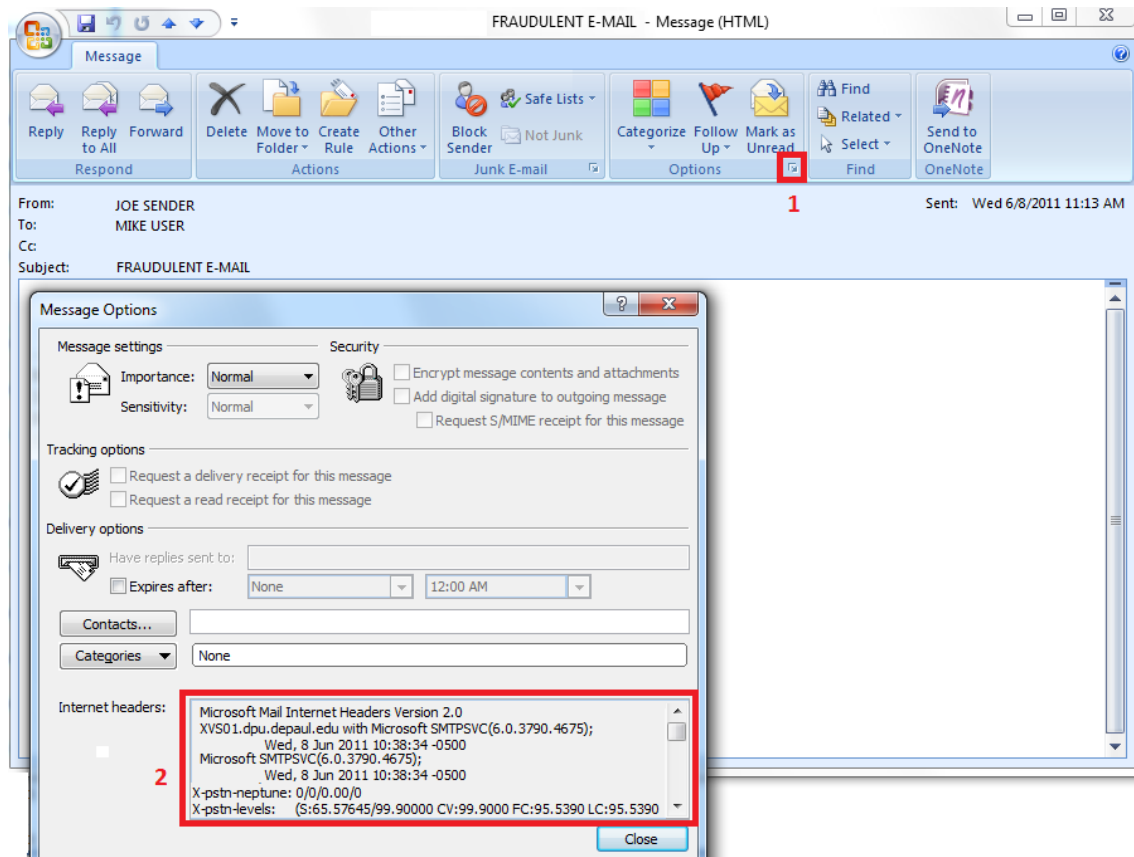 FRAUDULENT E-MAIL - Message (HTML)
Message
Reply Reply to All Forward
Respond
Delete Move to Folder Create Rule Other Actions
Actions
Block Sender Safe Lists Not Junk
Junk E-mail
Categorize Follow Up Mark as Unread
Options
Find
Related
Select
Find
Send to OneNote
OneNote
1
From: JOE SENDER
Sent: Wed 6/8/2011 11:13 AM
To: MIKE USER
Cc:
Subject: FRAUDULENT E-MAIL
Message Options
Message settings
Security
Importance: Normal
Encrypt message contents and attachments
Add digital signature to outgoing message
Sensitivity: Normal
Request S/MIME receipt for this message
Tracking options
Request a delivery receipt for this message
Request a read receipt for this message
Delivery options
Have replies sent to:
Expires after: None 12:00 AM
Contacts...
Categories None
Internet headers:
Microsoft Mail Internet Headers Version 2.0
XVS01.dpu.depaul.edu with Microsoft SMTPSVC(6.0.3790.4675);
Wed, 8 Jun 2011 10:38:34 -0500
Microsoft SMTPSVC(6.0.3790.4675);
Wed, 8 Jun 2011 10:38:34 -0500
X-pstn-neptune: 0/0/0.00/0
X-pstn-levels: (S:65.57645/99.90000 CV:99.9000 FC:95.5390 LC:95.5390
2
Close